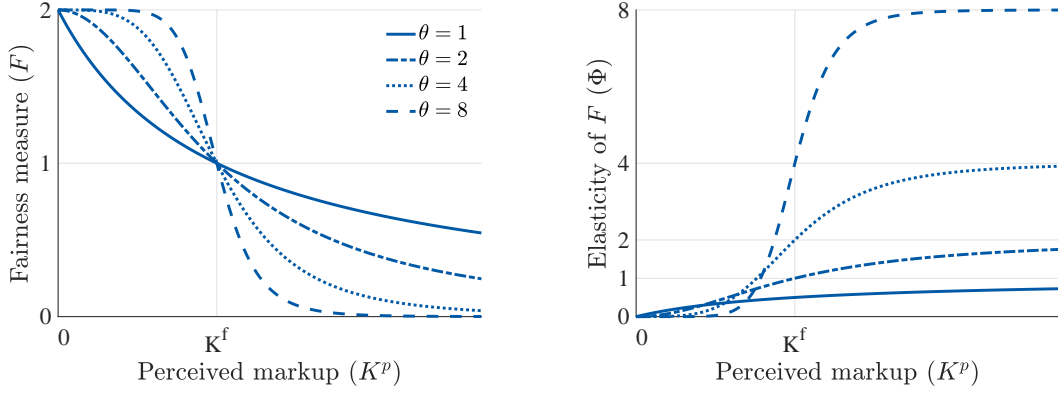 2
1
0
Fairness measure (F)
θ = 1
θ = 2
θ = 4
θ = 8
0
K^f
Perceived markup (K^p)
8
4
2
1
0
Elasticity of F (Φ)
0
K^f
Perceived markup (K^p)